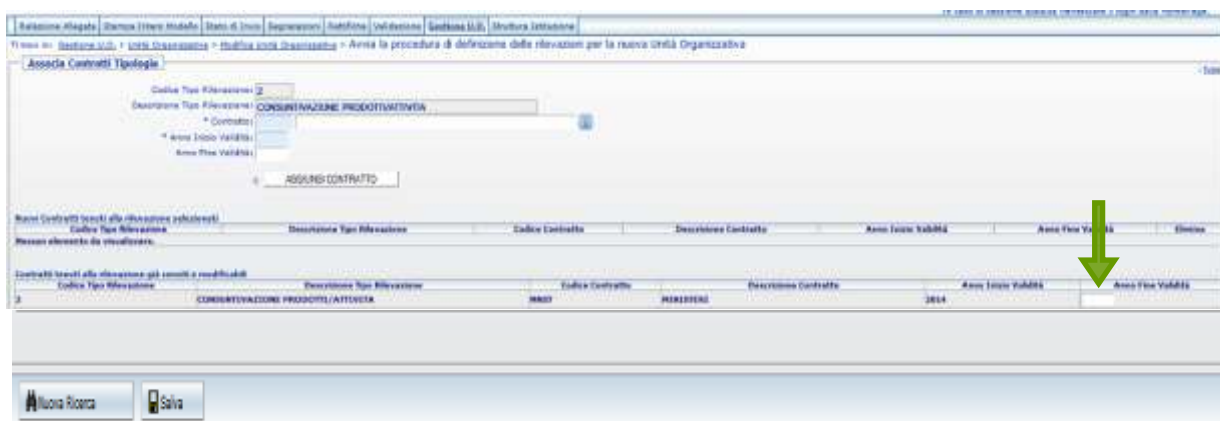 Relazione Allegata Stampa Intero Modello Stato di Invio Segnalazioni Rettifiche Validazione Gestione U.O. Struttura Istituzione
Ti trovi in: Gestione U.O. > Unità Organizzative > Modifica Unità Organizzative > Avvia la procedura di definizione delle rilevazioni per la nuova Unità Organizzativa
Associa Contratti Tipologie
Codice Tipo Rilevazione: 2
Descrizione Tipo Rilevazione: CONSUNTIVAZIONE PRODOTTI/ATTIVITA
* Contratto:
* Anno Inizio Validità:
Anno Fine Validità:
AGGIUNGI CONTRATTO
Nuovi Contratti tenuti alla rilevazione selezionati
Codice Tipo Rilevazione Descrizione Tipo Rilevazione Codice Contratto Descrizione Contratto Anno Inizio Validità Anno Fine Validità Elimina
Nessun elemento da visualizzare.
Contratti tenuti alla rilevazione già censiti e modificabili
Codice Tipo Rilevazione Descrizione Tipo Rilevazione Codice Contratto Descrizione Contratto Anno Inizio Validità Anno Fine Validità
2 CONSUNTIVAZIONE PRODOTTI/ATTIVITA MINISTERI 2014
Nuova Ricerca Salva